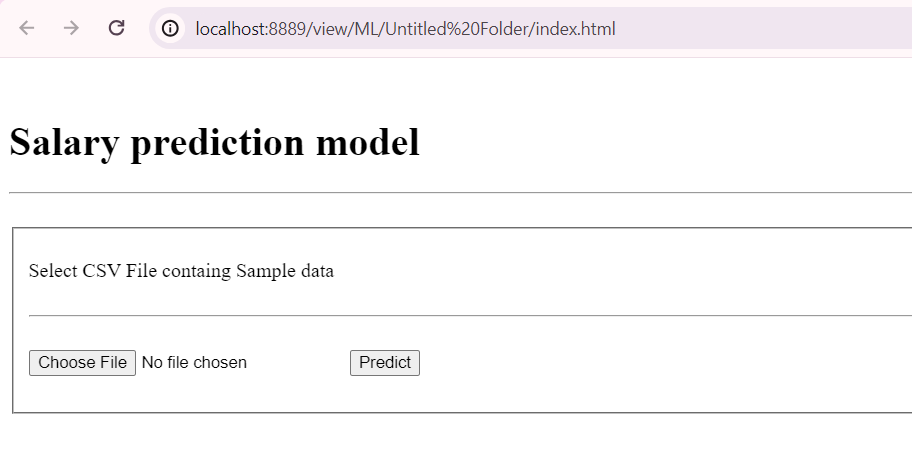 localhost:8889/view/ML/Untitled%20Folder/index.html
Salary prediction model
Select CSV File containg Sample data
Choose File No file chosen Predict